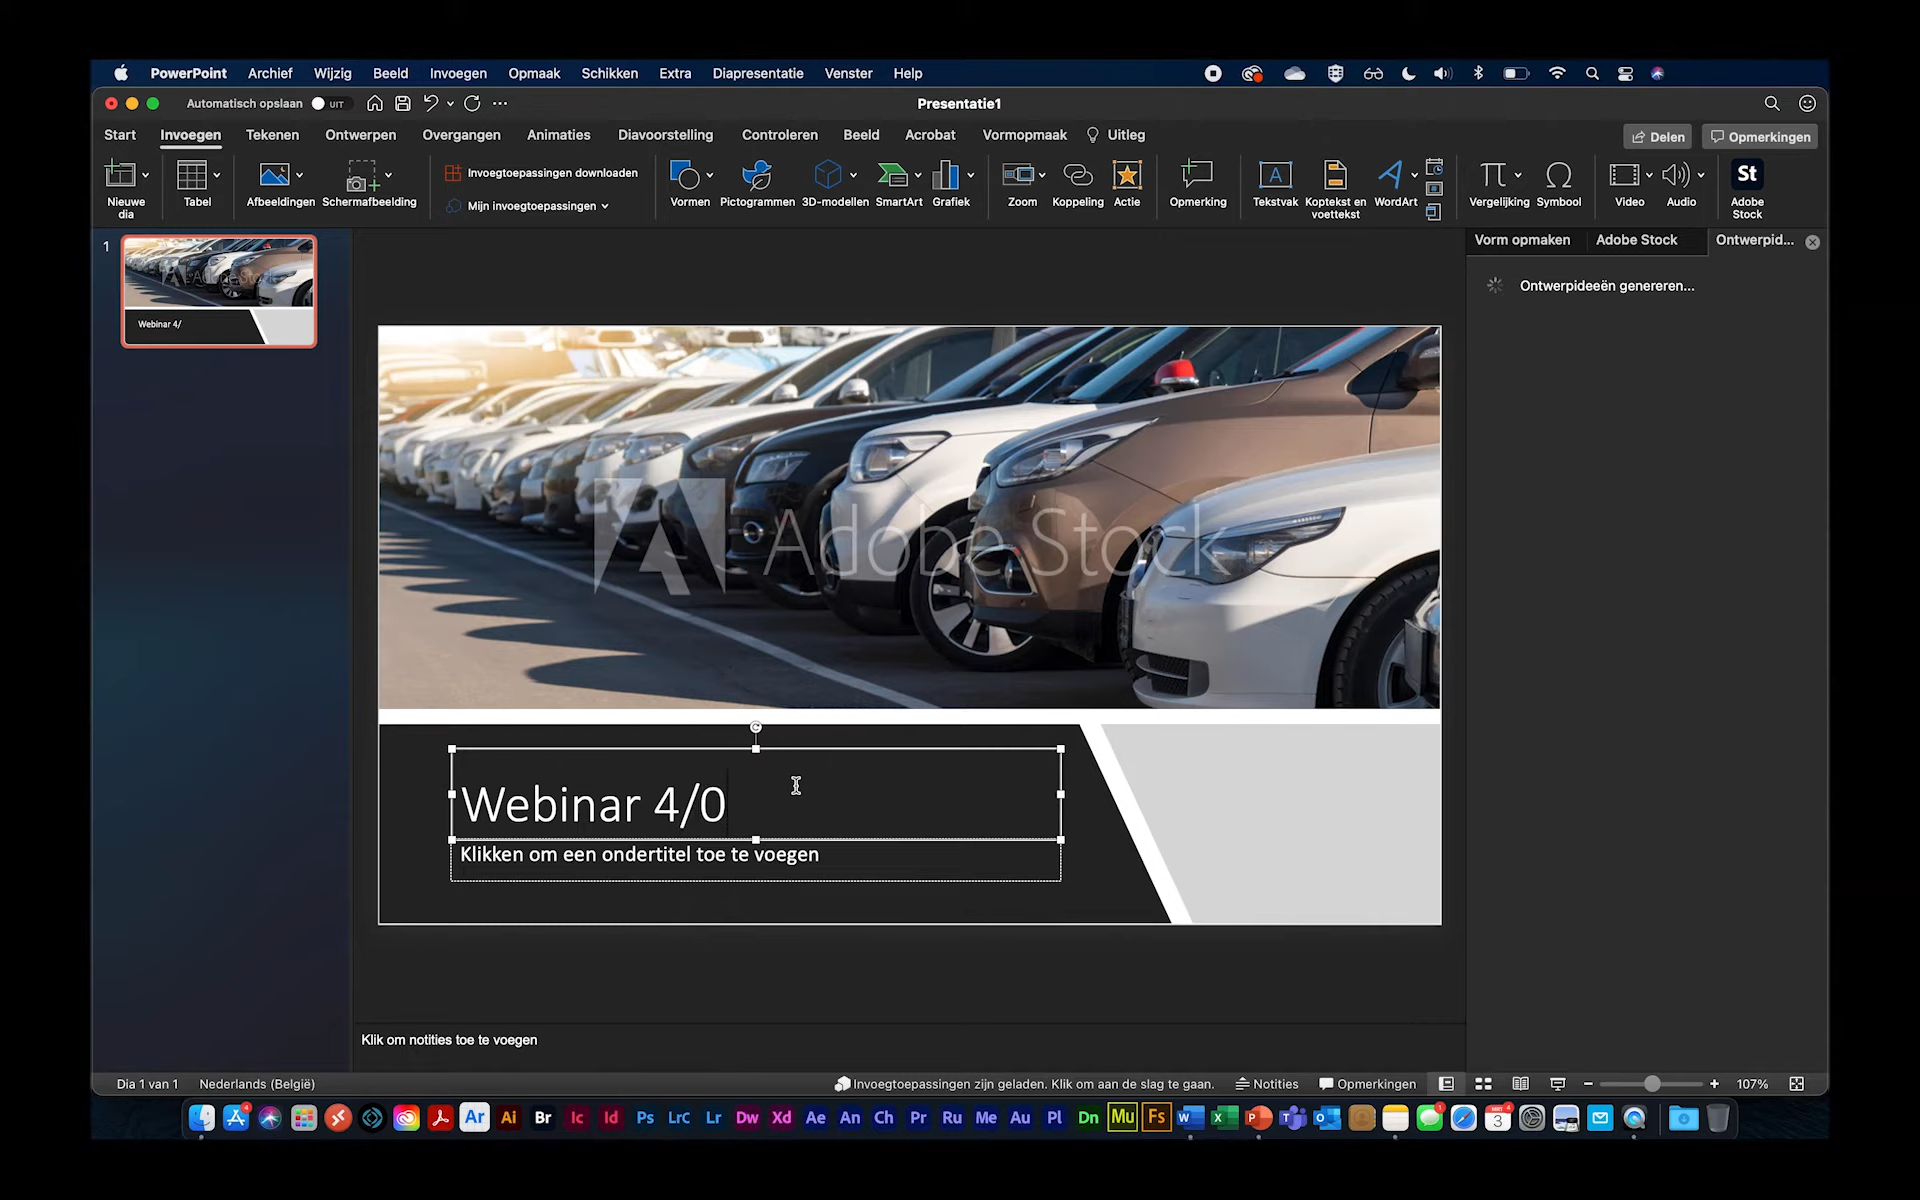 PowerPoint Archief Wijzig Beeld Invoegen Opmaak Schikken Extra Diapresentatie Venster Help
Automatisch opslaan UIT Presentatie1
Start Invoegen Tekenen Ontwerpen Overgangen Animaties Diavoorstelling Controleren Beeld Acrobat Vormopmaak Uitleg Delen Opmerkingen
Invoegtoepassingen downloaden
Mijn invoegtoepassingen
Nieuwe dia
Tabel
Afbeeldingen
Schermafbeelding
Vormen
Pictogrammen
3D-modellen
SmartArt
Grafiek
Zoom
Koppeling
Actie
Opmerking
Tekstvak
Koptekst en voettekst
WordArt
Vergelijking
Symbool
Video
Audio
St
Adobe Stock
1
Adobe Stock
Webinar 4/
Vorm opmaken Adobe Stock Ontwerpid...
Ontwerpideeën genereren...
Adobe Stock
Webinar 4/0
Klikken om een ondertitel toe te voegen
Klik om notities toe te voegen
Dia 1 van 1 Nederlands (België) Invoegtoepassingen zijn geladen. Klik om aan de slag te gaan. Notities Opmerkingen 107%
Ar Ai Br Ic Id Ps LrC Lr Dw Xd Ae An Ch Pr Ru Me Au Pl Dn Mu Fs W X P T O 3